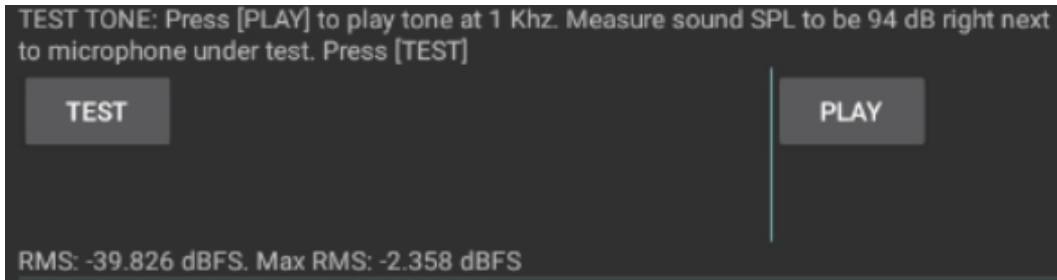 TEST TONE: Press [PLAY] to play tone at 1 Khz. Measure sound SPL to be 94 dB right next
to microphone under test. Press [TEST]
TEST
PLAY
RMS: -39.826 dBFS. Max RMS: -2.358 dBFS